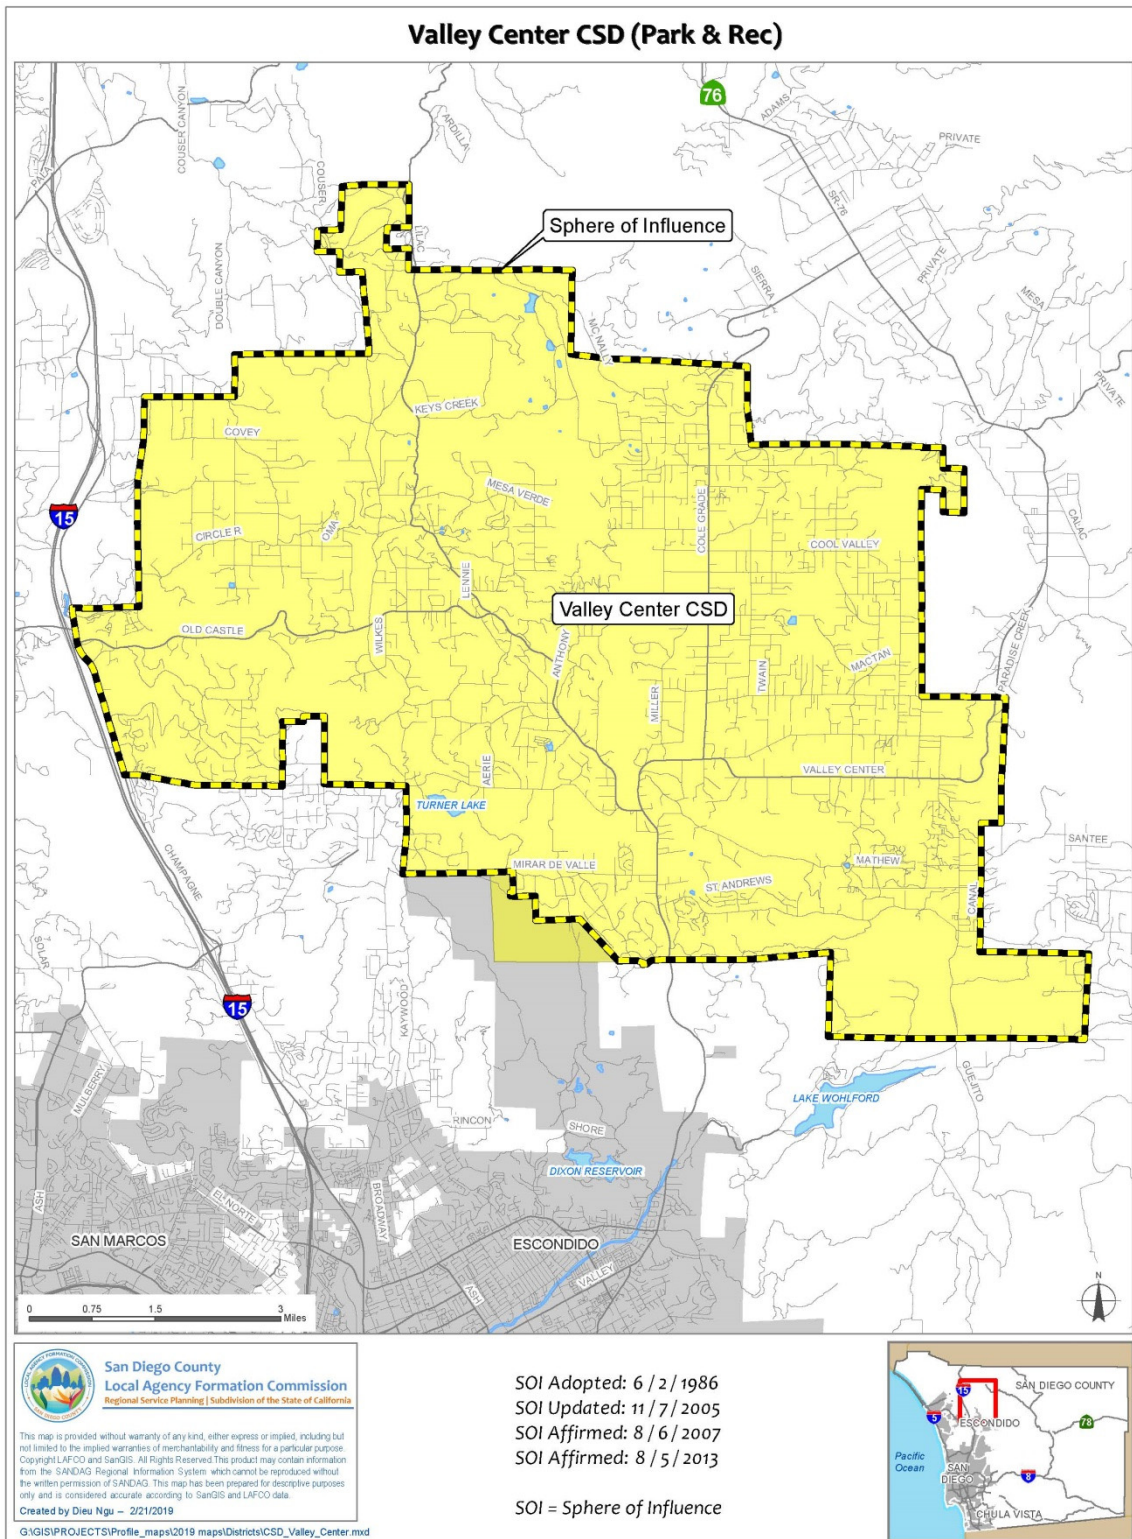 Valley Center CSD (Park & Rec)
76
ADAMS
PRIVATE
COUSER CANYON
ARDILLA
PALA
COUSER
SR-76
Sphere of Influence
LILAC
DOUBLE CANYON
SIERRA
PRIVATE
MESA
MC NALLY
PRIVATE
KEYS CREEK
COVEY
MESA VERDE
COLE GRADE
15
CIRCLE R
OMA
COOL VALLEY
CALAC
LENNIE
Valley Center CSD
OLD CASTLE
WILKES
ANTHONY
MACTAN
PARADISE CREEK
TWAIN
MILLER
AERIE
VALLEY CENTER
TURNER LAKE
SANTEE
CHAMPAGNE
MIRAR DE VALLE
MATHEW
ST. ANDREWS
CANAL
SOLAR
15
KAYWOOD
GUEJITO
MULBERRY
LAKE WOHLFORD
RINCON
SHORE
DIXON RESERVOIR
ASH
EL NORTE
BROADWAY
SAN MARCOS
ESCONDIDO
VALLEY
ASH
N
0 0.75 1.5 3
Miles
San Diego County
Local Agency Formation Commission
Regional Service Planning | Subdivision of the State of California
LOCAL AGENCY FORMATION COMMISSION
SAN DIEGO COUNTY
This map is provided without warranty of any kind, either express or implied, including but
not limited to the implied warranties of merchantability and fitness for a particular purpose.
Copyright LAFCO and SanGIS. All Rights Reserved.This product may contain information
from the SANDAG Regional Information System which cannot be reproduced without
the written permission of SANDAG. This map has been prepared for descriptive purposes
only and is considered accurate according to SanGIS and LAFCO data.
Created by Dieu Ngu – 2/21/2019
G:\GIS\PROJECTS\Profile_maps\2019 maps\Districts\CSD_Valley_Center.mxd
SOI Adopted: 6 / 2 / 1986
SOI Updated: 11 / 7 / 2005
SOI Affirmed: 8 / 6 / 2007
SOI Affirmed: 8 / 5 / 2013
SOI = Sphere of Influence
SAN DIEGO COUNTY
15
5
ESCONDIDO
78
Pacific
Ocean
SAN
DIEGO
8
CHULA VISTA